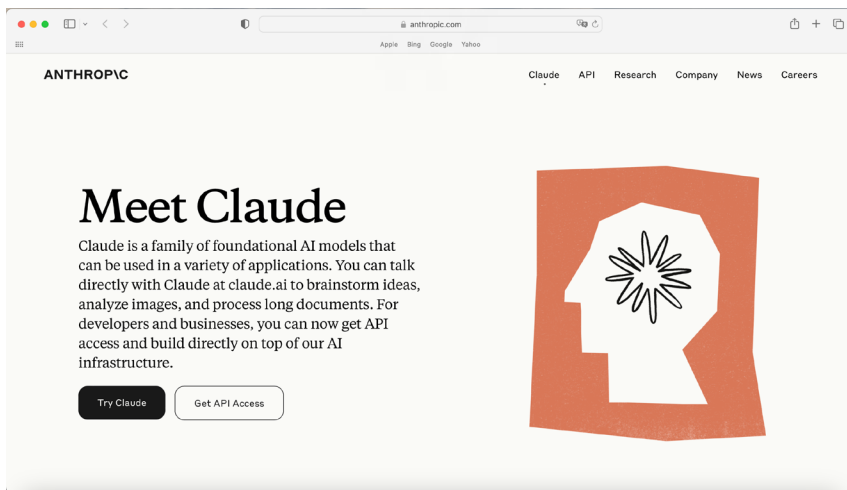 anthropic.com
Apple Bing Google Yahoo
ANTHROP\C
Claude API Research Company News Careers
Meet Claude
Claude is a family of foundational AI models that
can be used in a variety of applications. You can talk
directly with Claude at claude.ai to brainstorm ideas,
analyze images, and process long documents. For
developers and businesses, you can now get API
access and build directly on top of our AI
infrastructure.
Try Claude Get API Access